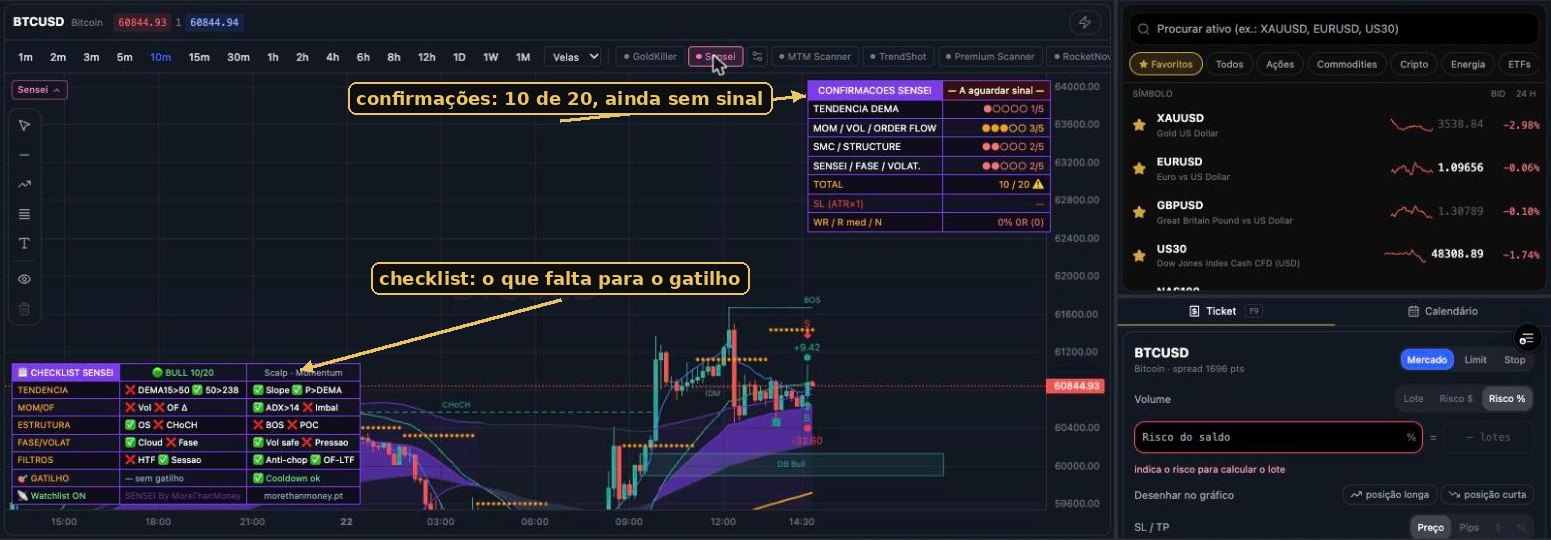 BTCUSD Bitcoin 60844.93 1 60844.94
1m 2m 3m 5m 10m 15m 30m 1h 2h 4h 6h 8h 12h 1D 1W 1M Velas GoldKiller Sensei MTM Scanner TrendShot Premium Scanner RocketNov
Sensei
confirmações: 10 de 20, ainda sem sinal
CONFIRMACOES SENSEI — A aguardar sinal —
TENDENCIA DEMA 1/5
MOM / VOL / ORDER FLOW 3/5
SMC / STRUCTURE 2/5
SENSEI / FASE / VOLAT. 2/5
TOTAL 10 / 20
SL (ATR×1) —
WR / R med / N 0% 0R (0)
64000.00
63600.00
63200.00
62800.00
62400.00
62000.00
61600.00
61200.00
60844.93
60400.00
60000.00
59600.00
checklist: o que falta para o gatilho
BOS
S
+9.42
IDM
CHoCH
B
-32.60
OB Bull
CHECKLIST SENSEI BULL 10/20 Scalp · Momentum
TENDENCIA ❌ DEMA15>50 ✅ 50>238 ✅ Slope ✅ P>DEMA
MOM/OF ❌ Vol ❌ OF Δ ✅ ADX>14 ❌ Imbal
ESTRUTURA ✅ OS ❌ CHoCH ❌ BOS ❌ POC
FASE/VOLAT ✅ Cloud ❌ Fase ✅ Vol safe ❌ Pressao
FILTROS ❌ HTF ✅ Sessao ✅ Anti-chop ✅ OF-LTF
GATILHO — sem gatilho ✅ Cooldown ok
Watchlist ON SENSEI By MoreThanMoney morethanmoney.pt
15:00 18:00 21:00 22 03:00 06:00 09:00 12:00 14:30
Procurar ativo (ex.: XAUUSD, EURUSD, US30)
Favoritos Todos Ações Commodities Cripto Energia ETFs
SÍMBOLO BID 24 H
XAUUSD 3538.84 −2.98%
Gold US Dollar
EURUSD 1.09656 −0.06%
Euro vs US Dollar
GBPUSD 1.30789 −0.10%
Great Britain Pound vs US Dollar
US30 48308.89 −1.74%
Dow Jones Index Cash CFD (USD)
Ticket F9 Calendário
BTCUSD Mercado Limit Stop
Bitcoin · spread 1696 pts
Volume Lote Risco $ Risco %
Risco do saldo % = — lotes
indica o risco para calcular o lote
Desenhar no gráfico posição longa posição curta
SL / TP Preço Pips $ %